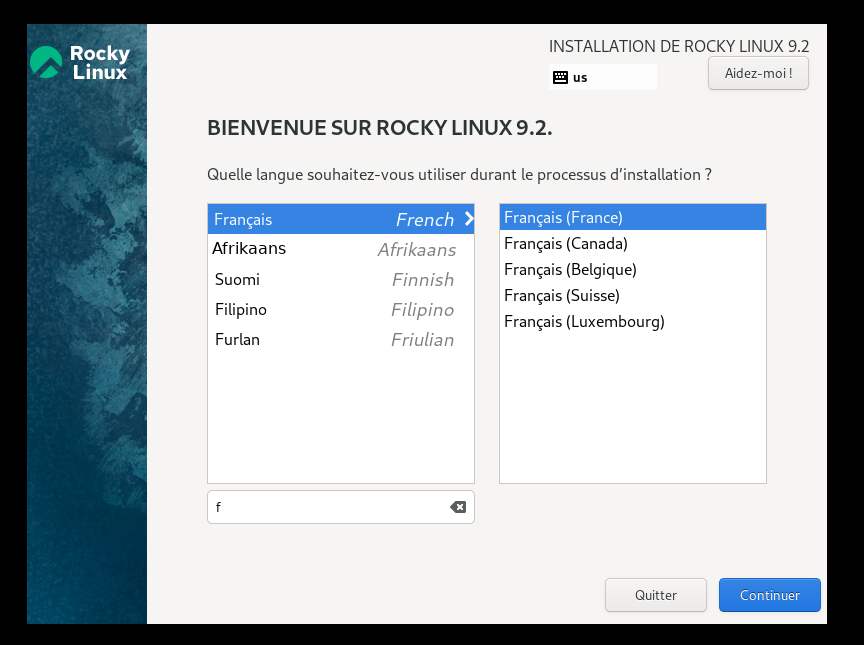 Rocky
Linux
INSTALLATION DE ROCKY LINUX 9.2
us
Aidez-moi !
BIENVENUE SUR ROCKY LINUX 9.2.
Quelle langue souhaitez-vous utiliser durant le processus d’installation ?
Français French
Afrikaans Afrikaans
Suomi Finnish
Filipino Filipino
Furlan Friulian
Français (France)
Français (Canada)
Français (Belgique)
Français (Suisse)
Français (Luxembourg)
f
Quitter
Continuer